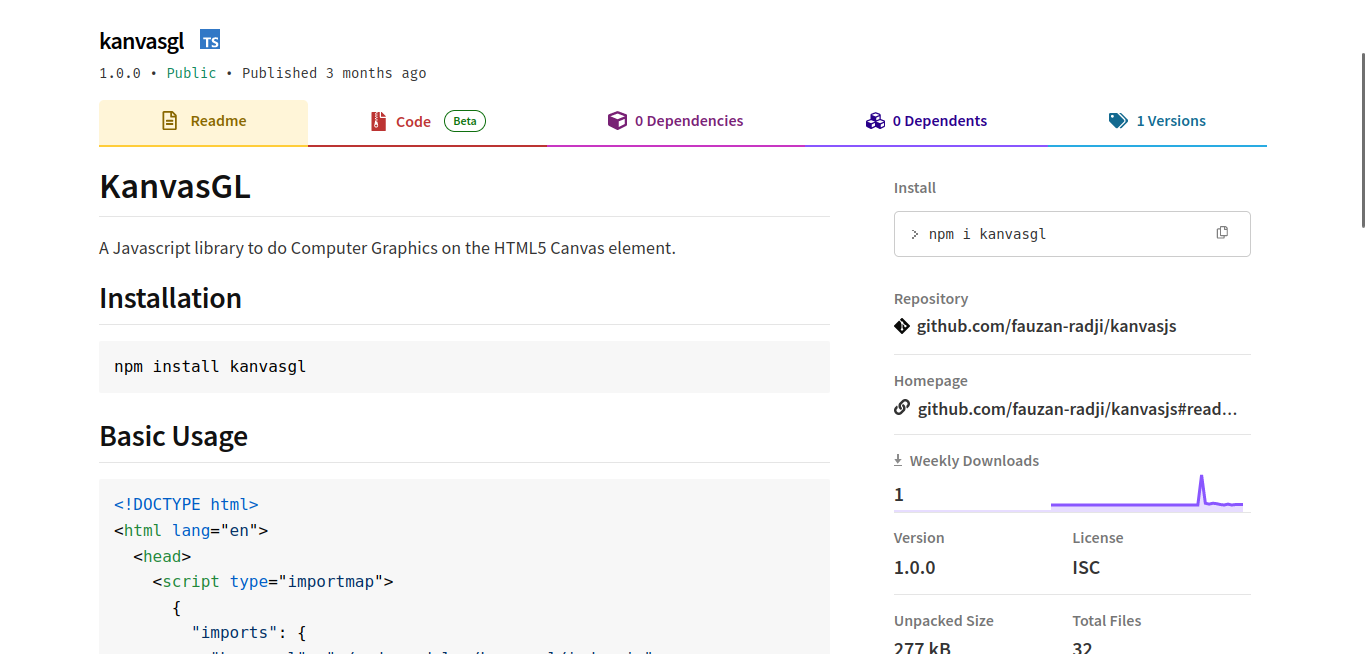 kanvasgl TS
1.0.0 • Public • Published 3 months ago
Readme
Code Beta
0 Dependencies
0 Dependents
1 Versions
KanvasGL
A Javascript library to do Computer Graphics on the HTML5 Canvas element.
Installation
npm install kanvasgl
Basic Usage
<!DOCTYPE html>
<html lang="en">
<head>
<script type="importmap">
{
"imports": {
Install
> npm i kanvasgl
Repository
github.com/fauzan-radji/kanvasjs
Homepage
github.com/fauzan-radji/kanvasjs#read...
Weekly Downloads
1
Version
1.0.0
License
ISC
Unpacked Size
277 kB
Total Files
32